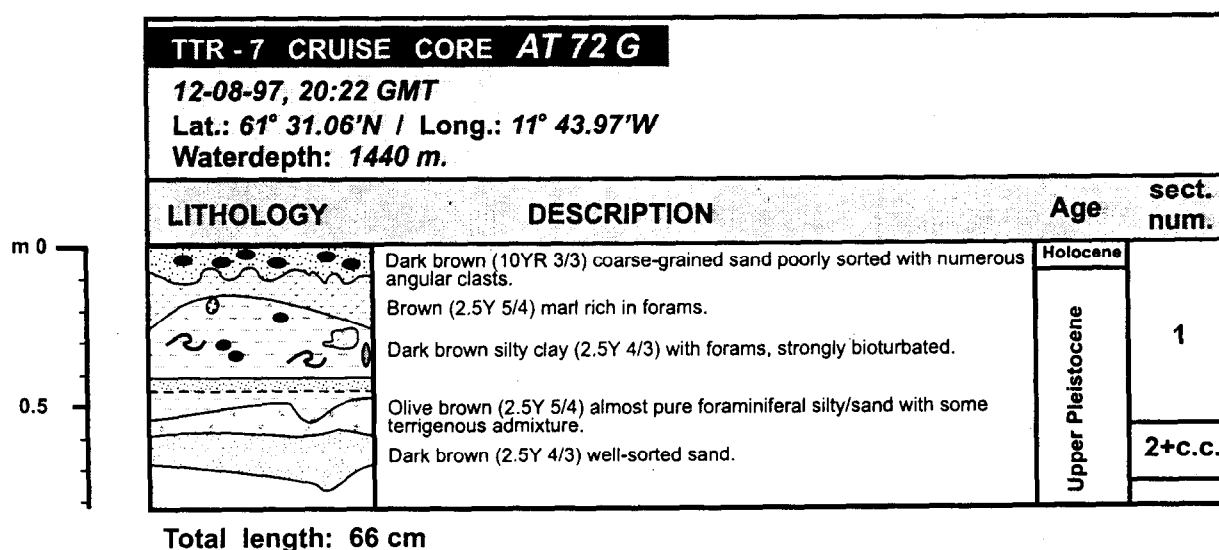 TTR - 7 CRUISE CORE AT 72 G
12-08-97, 20:22 GMT
Lat.: 61° 31.06'N / Long.: 11° 43.97'W
Waterdepth: 1440 m.
LITHOLOGY DESCRIPTION Age sect. num.
m 0
Dark brown (10YR 3/3) coarse-grained sand poorly sorted with numerous
angular clasts.
Holocene
Brown (2.5Y 5/4) marl rich in forams.
Dark brown silty clay (2.5Y 4/3) with forams, strongly bioturbated.
1
Upper Pleistocene
0.5
Olive brown (2.5Y 5/4) almost pure foraminiferal silty/sand with some
terrigenous admixture.
Dark brown (2.5Y 4/3) well-sorted sand.
2+c.c.
Total length: 66 cm